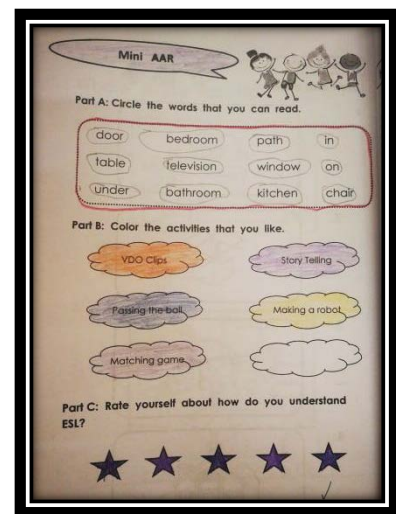 Mini AAR
Part A: Circle the words that you can read.
door bedroom path in
table television window on
under bathroom kitchen chair
Part B: Color the activities that you like.
VDO Clips Story Telling
Passing the ball Making a robot
Matching game
Part C: Rate yourself about how do you understand
ESL?